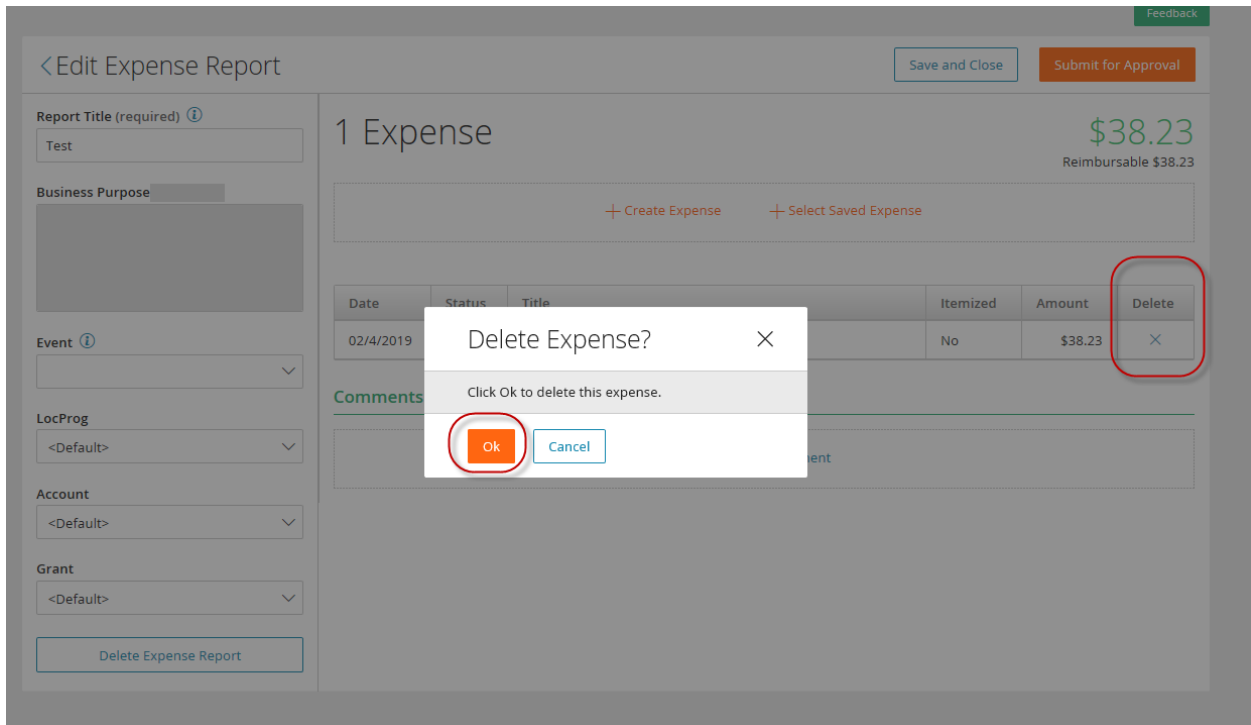 Feedback
Edit Expense Report
Save and Close
Submit for Approval
Report Title (required)
Test
Business Purpose
Event
LocProg
<Default>
Account
<Default>
Grant
<Default>
Delete Expense Report
1 Expense
$38.23
Reimbursable $38.23
+ Create Expense
+ Select Saved Expense
Date Status Title Itemized Amount Delete
02/4/2019 No $38.23
Comments
Delete Expense?
Click Ok to delete this expense.
Ok
Cancel